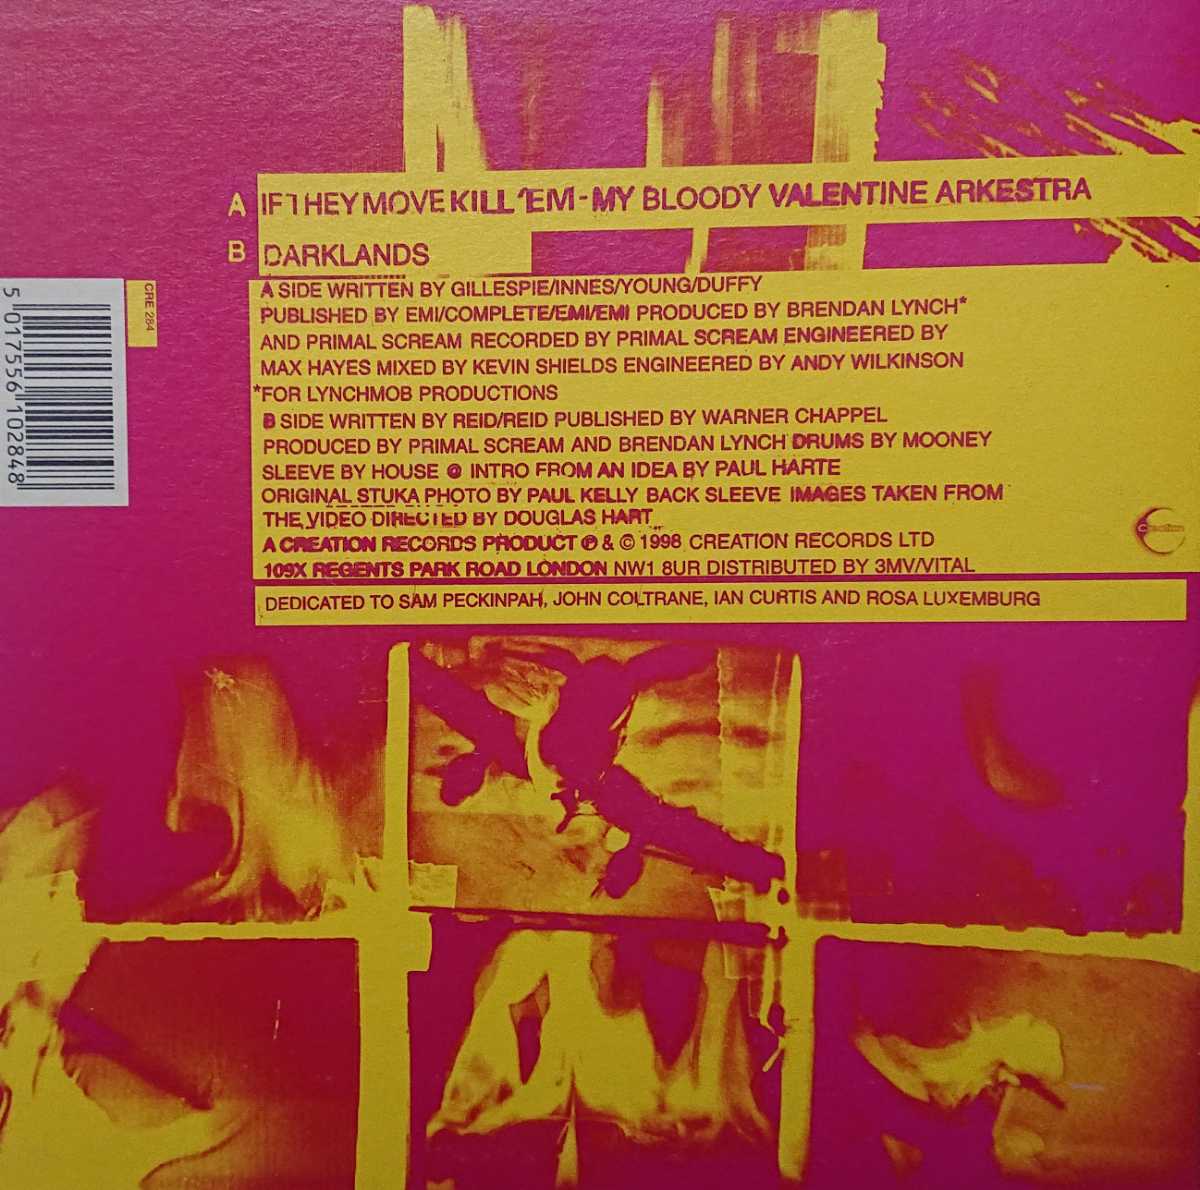 A IF THEY MOVE KILL 'EM - MY BLOODY VALENTINE ARKESTRA
B DARKLANDS
A SIDE WRITTEN BY GILLESPIE/INNES/YOUNG/DUFFY
PUBLISHED BY EMI/COMPLETE/EMI/EMI PRODUCED BY BRENDAN LYNCH*
AND PRIMAL SCREAM RECORDED BY PRIMAL SCREAM ENGINEERED BY
MAX HAYES MIXED BY KEVIN SHIELDS ENGINEERED BY ANDY WILKINSON
*FOR LYNCHMOB PRODUCTIONS
B SIDE WRITTEN BY REID/REID PUBLISHED BY WARNER CHAPPEL
PRODUCED BY PRIMAL SCREAM AND BRENDAN LYNCH DRUMS BY MOONEY
SLEEVE BY HOUSE @ INTRO FROM AN IDEA BY PAUL HARTE
ORIGINAL STUKA PHOTO BY PAUL KELLY BACK SLEEVE IMAGES TAKEN FROM
THE VIDEO DIRECTED BY DOUGLAS HART
A CREATION RECORDS PRODUCT ℗ & © 1998 CREATION RECORDS LTD
109X REGENTS PARK ROAD LONDON NW1 8UR DISTRIBUTED BY 3MV/VITAL
DEDICATED TO SAM PECKINPAH, JOHN COLTRANE, IAN CURTIS AND ROSA LUXEMBURG
CRE 284
5 017556 102848
Creation